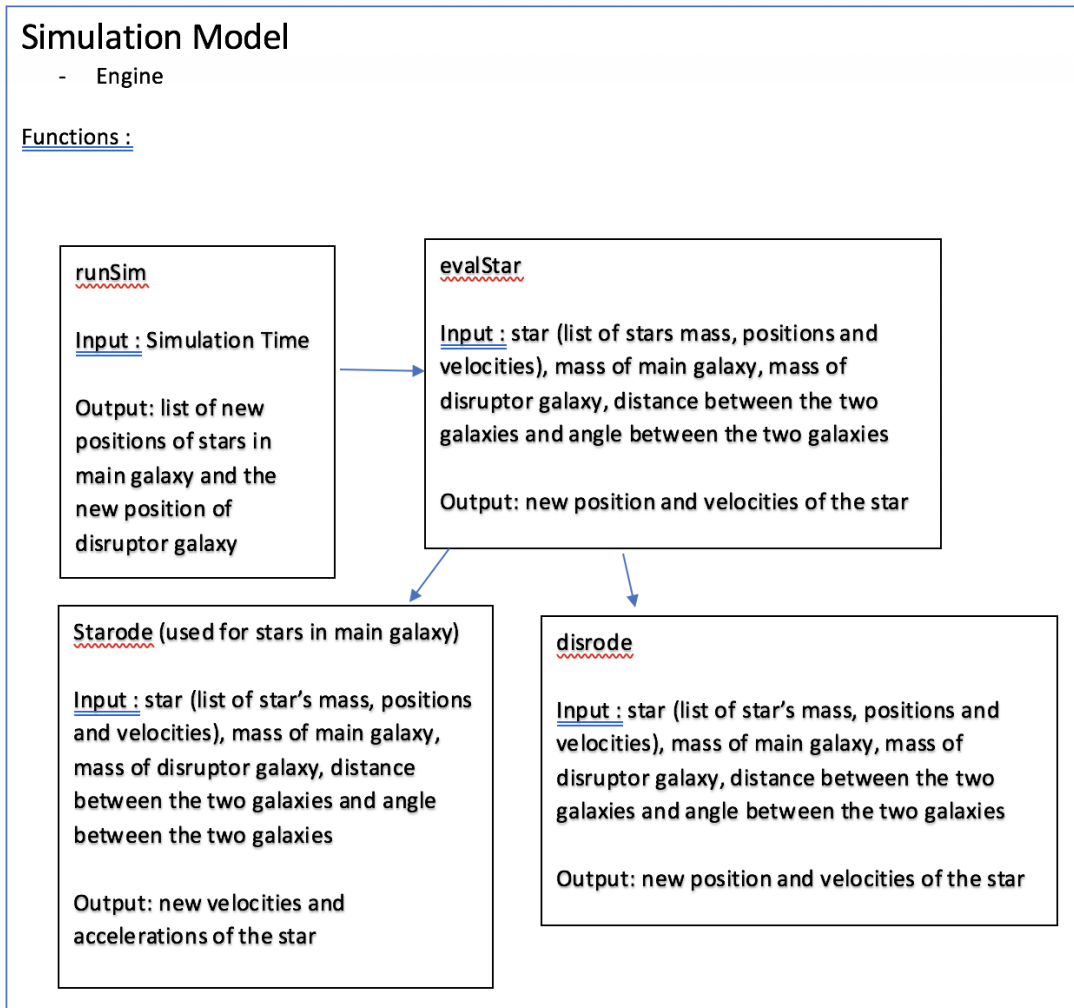 Simulation Model
- Engine
Functions :
runSim
Input : Simulation Time
Output: list of new
positions of stars in
main galaxy and the
new position of
disruptor galaxy
evalStar
Input : star (list of stars mass, positions and
velocities), mass of main galaxy, mass of
disruptor galaxy, distance between the two
galaxies and angle between the two galaxies
Output: new position and velocities of the star
Starode (used for stars in main galaxy)
Input : star (list of star’s mass, positions
and velocities), mass of main galaxy,
mass of disruptor galaxy, distance
between the two galaxies and angle
between the two galaxies
Output: new velocities and
accelerations of the star
disrode
Input : star (list of star’s mass, positions and
velocities), mass of main galaxy, mass of
disruptor galaxy, distance between the two
galaxies and angle between the two galaxies
Output: new position and velocities of the star